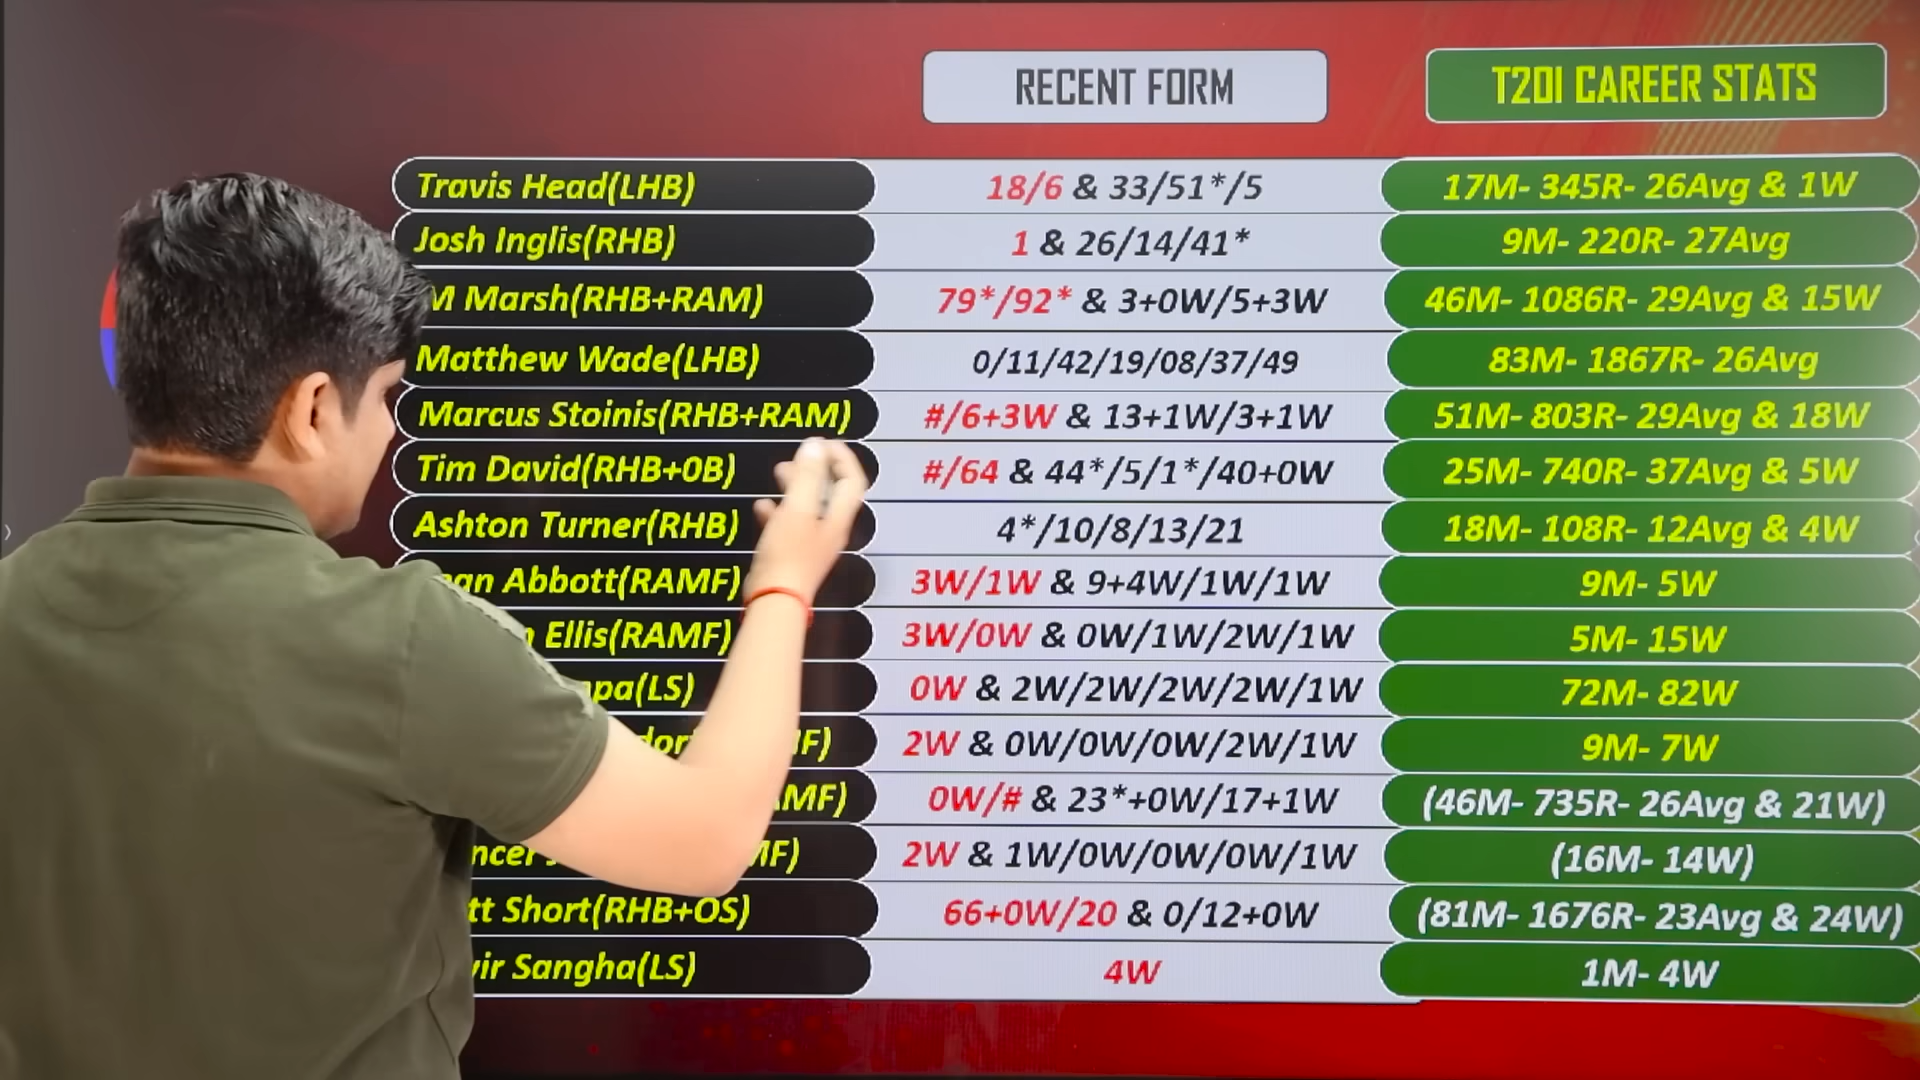 RECENT FORM
T20I CAREER STATS
Travis Head(LHB) 18/6 & 33/51*/5 17M- 345R- 26Avg & 1W
Josh Inglis(RHB) 1 & 26/14/41* 9M- 220R- 27Avg
M Marsh(RHB+RAM) 79*/92* & 3+0W/5+3W 46M- 1086R- 29Avg & 15W
Matthew Wade(LHB) 0/11/42/19/08/37/49 83M- 1867R- 26Avg
Marcus Stoinis(RHB+RAM) #/6+3W & 13+1W/3+1W 51M- 803R- 29Avg & 18W
Tim David(RHB+0B) #/64 & 44*/5/1*/40+0W 25M- 740R- 37Avg & 5W
Ashton Turner(RHB) 4*/10/8/13/21 18M- 108R- 12Avg & 4W
Abbott(RAMF) 3W/1W & 9+4W/1W/1W 9M- 5W
Ellis(RAMF) 3W/0W & 0W/1W/2W/1W 5M- 15W
(LS) 0W & 2W/2W/2W/2W/1W 72M- 82W
2W & 0W/0W/0W/2W/1W 9M- 7W
0W/# & 23*+0W/17+1W (46M- 735R- 26Avg & 21W)
2W & 1W/0W/0W/0W/1W (16M- 14W)
Short(RHB+OS) 66+0W/20 & 0/12+0W (81M- 1676R- 23Avg & 24W)
Sangha(LS) 4W 1M- 4W